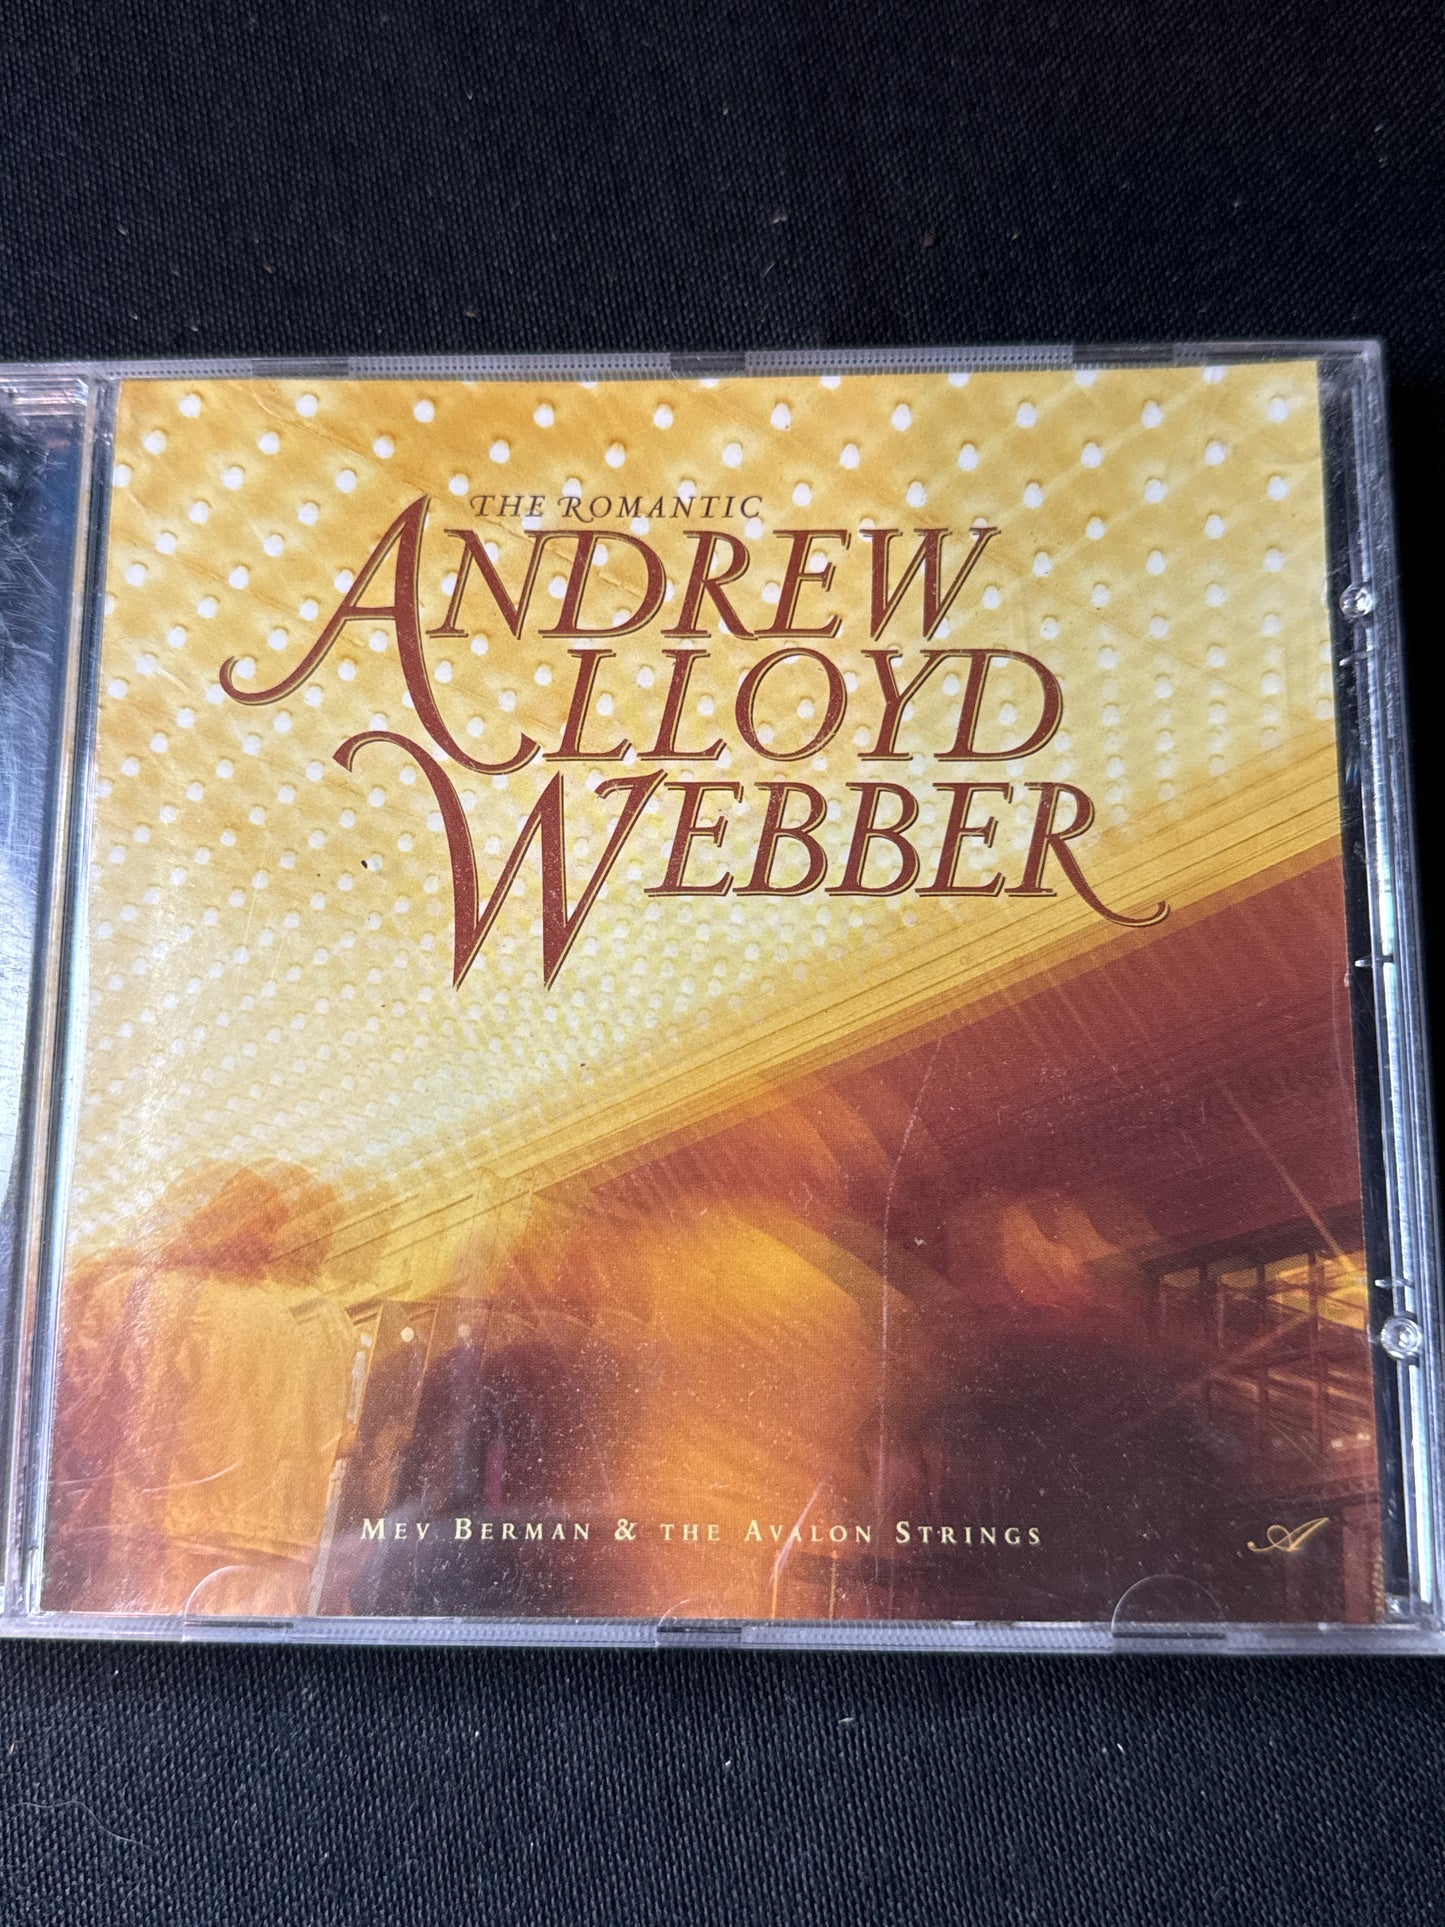 THE ROMANTIC
ANDREW
LLOYD
WEBBER
MEV BERMAN & THE AVALON STRINGS
A